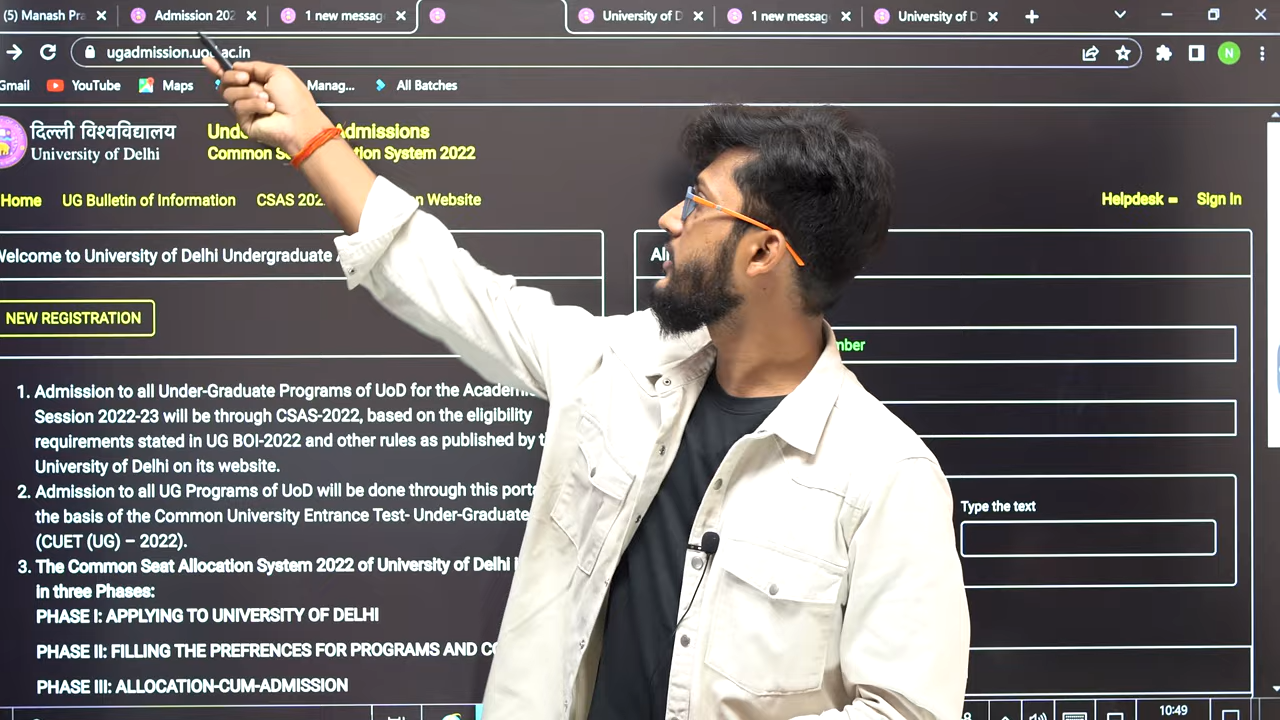 (5) Manash Pra
Admission 202
1 new messag
University of D
1 new messag
University of D
ugadmission.uod.ac.in
Gmail
YouTube
Maps
Manag...
All Batches
दिल्ली विश्वविद्यालय
University of Delhi
Admissions
Common
System 2022
Home
UG Bulletin of Information
CSAS
Website
Helpdesk
Sign In
Welcome to University of Delhi Undergraduate
NEW REGISTRATION
1. Admission to all Under-Graduate Programs of UoD for the Academ
Session 2022-23 will be through CSAS-2022, based on the eligibility
requirements stated in UG BOI-2022 and other rules as published by
University of Delhi on its website.
2. Admission to all UG Programs of UoD will be done through this port
the basis of the Common University Entrance Test- Under-Graduate
(CUET (UG) – 2022).
3. The Common Seat Allocation System 2022 of University of Delhi
in three Phases:
PHASE I: APPLYING TO UNIVERSITY OF DELHI
PHASE II: FILLING THE PREFRENCES FOR PROGRAMS AND CO
PHASE III: ALLOCATION-CUM-ADMISSION
mber
Type the text
N
10:49